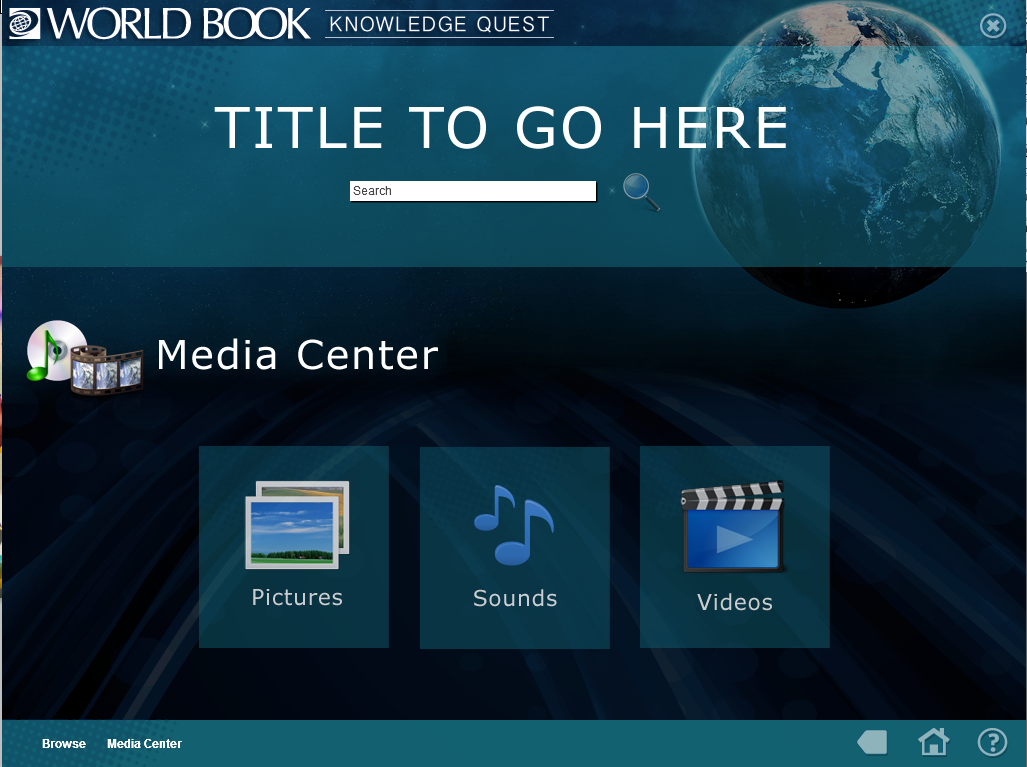 WORLD BOOK KNOWLEDGE QUEST
TITLE TO GO HERE
Search
Media Center
Pictures Sounds Videos
Browse Media Center ?